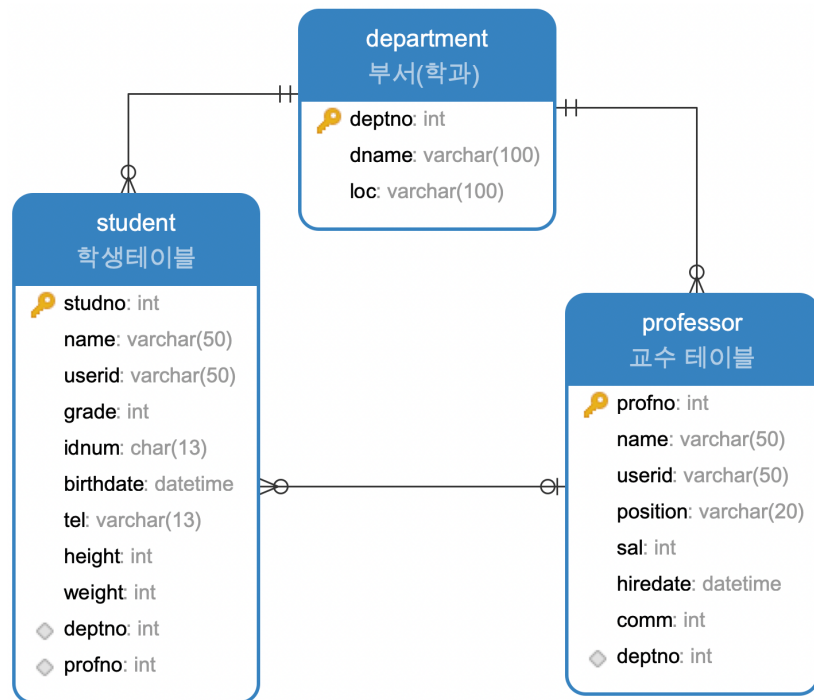 department
부서(학과)
deptno: int
dname: varchar(100)
loc: varchar(100)
student
학생테이블
studno: int
name: varchar(50)
userid: varchar(50)
grade: int
idnum: char(13)
birthdate: datetime
tel: varchar(13)
height: int
weight: int
deptno: int
profno: int
professor
교수 테이블
profno: int
name: varchar(50)
userid: varchar(50)
position: varchar(20)
sal: int
hiredate: datetime
comm: int
deptno: int